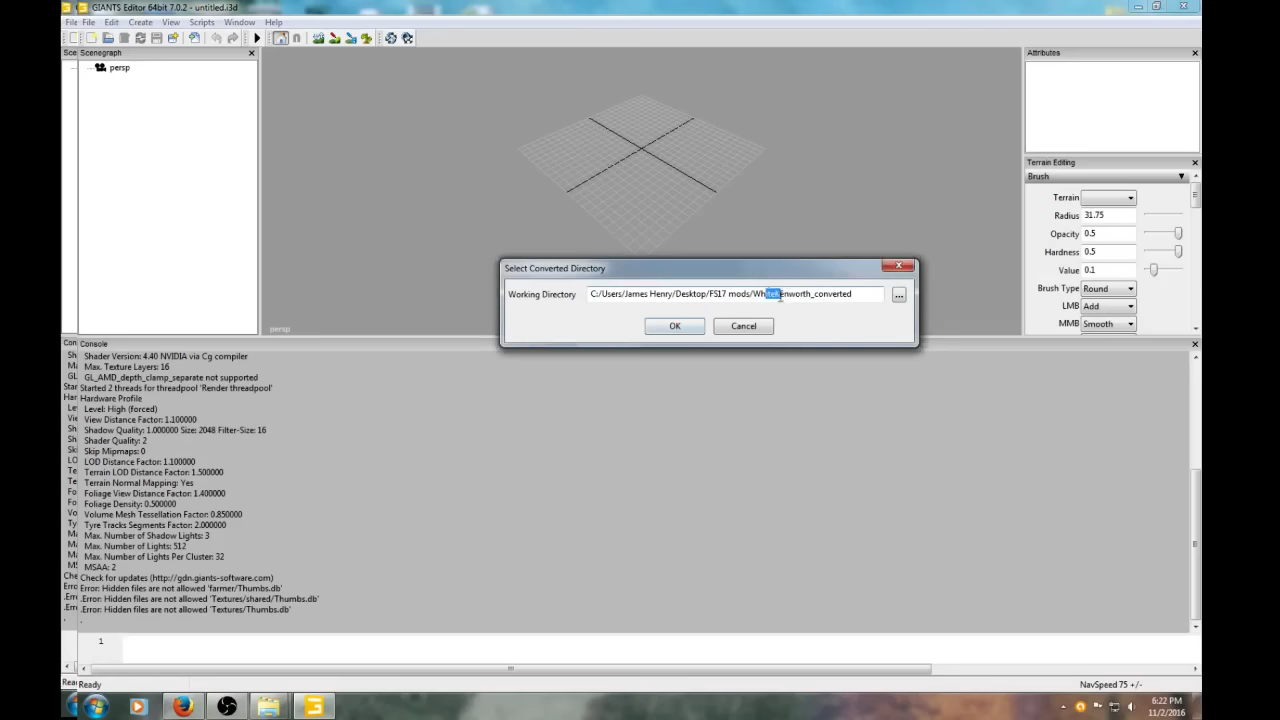 GIANTS Editor 64bit 7.0.2 - untitled.i3d
File File Edit Create View Scripts Window Help
Scenegraph
persp
Attributes
Terrain Editing
Brush
Terrain
Radius 31.75
Opacity 0.5
Hardness 0.5
Value 0.1
Brush Type Round
LMB Add
MMB Smooth
persp
Select Converted Directory
Working Directory
...
OK Cancel
Console
Shader Version: 4.40 NVIDIA via Cg compiler
Max. Texture Layers: 16
GL_AMD_depth_clamp_separate not supported
Started 2 threads for threadpool 'Render threadpool'
Hardware Profile
Level: High (forced)
View Distance Factor: 1.100000
Shadow Quality: 1.000000 Size: 2048 Filter-Size: 16
Shader Quality: 2
Skip Mipmaps: 0
LOD Distance Factor: 1.100000
Terrain LOD Distance Factor: 1.500000
Terrain Normal Mapping: Yes
Foliage View Distance Factor: 1.400000
Foliage Density: 0.500000
Volume Mesh Tessellation Factor: 0.850000
Tyre Tracks Segments Factor: 2.000000
Max. Number of Shadow Lights: 3
Max. Number of Lights: 512
Max. Number of Lights Per Cluster: 32
MSAA: 2
Check for updates (http://gdn.giants-software.com)
Error: Hidden files are not allowed 'farmer/Thumbs.db'
.Error: Hidden files are not allowed 'Textures/shared/Thumbs.db'
.Error: Hidden files are not allowed 'Textures/Thumbs.db'
.
1
Ready
NavSpeed 75 +/-
6:22 PM
11/2/2016